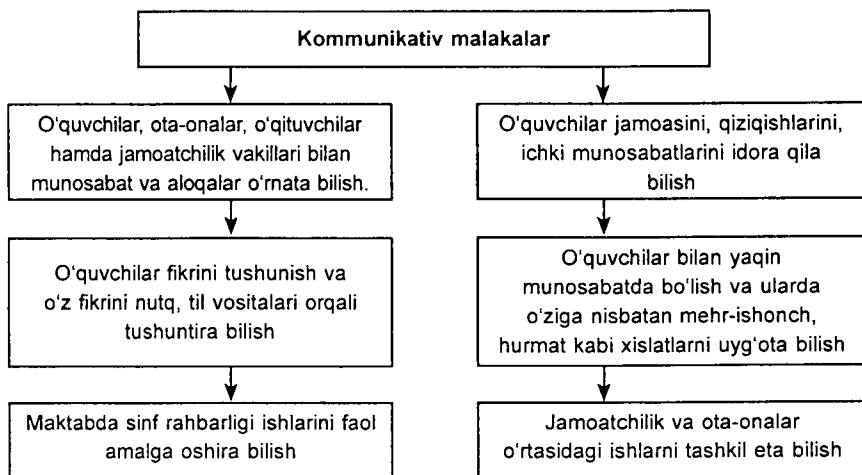 Kommunikativ malakalar
O‘quvchilar, ota-onalar, o‘qituvchilar
hamda jamoatchilik vakillari bilan
munosabat va aloqalar o‘rnata bilish.
O‘quvchilar fikrini tushunish va
o‘z fikrini nutq, til vositalari orqali
tushuntira bilish
Maktabda sinf rahbarligi ishlarini faol
amalga oshira bilish
O‘quvchilar jamoasini, qiziqishlarini,
ichki munosabatlarini idora qila
bilish
O‘quvchilar bilan yaqin
munosabatda bo‘lish va ularda
o‘ziga nisbatan mehr-ishonch,
hurmat kabi xislatlarni uyg‘ota bilish
Jamoatchilik va ota-onalar
o‘rtasidagi ishlarni tashkil eta bilish